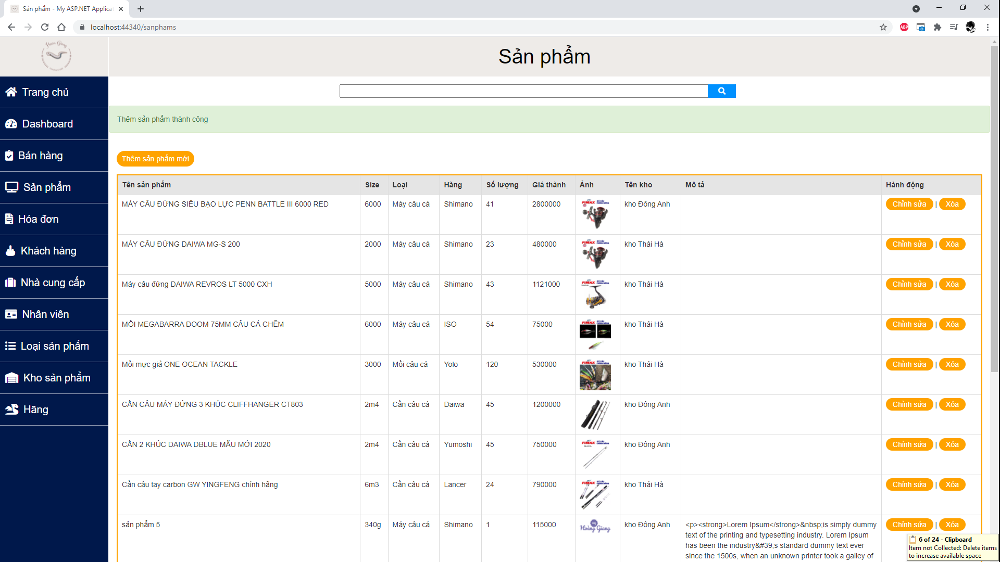 Sản phẩm - My ASP.NET Applica
localhost:44340/sanphams
ABP
Hoàng Giang
Sản phẩm
Trang chủ
Dashboard
Bán hàng
Sản phẩm
Hóa đơn
Khách hàng
Nhà cung cấp
Nhân viên
Loại sản phẩm
Kho sản phẩm
Hãng
Thêm sản phẩm thành công
Thêm sản phẩm mới
Tên sản phẩm Size Loại Hãng Số lượng Giá thành Ảnh Tên kho Mô tả Hành động
MÁY CÂU ĐỨNG SIÊU BẠO LỰC PENN BATTLE III 6000 RED 6000 Máy câu cá Shimano 41 2800000 FIMAX kho Đông Anh Chỉnh sửa | Xóa
MÁY CÂU ĐỨNG DAIWA MG-S 200 2000 Máy câu cá Shimano 23 480000 FIMAX kho Thái Hà Chỉnh sửa | Xóa
Máy câu đứng DAIWA REVROS LT 5000 CXH 5000 Máy câu cá Shimano 43 1121000 FIMAX kho Thái Hà Chỉnh sửa | Xóa
MỒI MEGABARRA DOOM 75MM CÂU CÁ CHẼM 6000 Máy câu cá ISO 54 75000 FIMAX kho Thái Hà Chỉnh sửa | Xóa
Mồi mực giả ONE OCEAN TACKLE 3000 Mồi câu cá Yolo 120 530000 FIMAX kho Thái Hà Chỉnh sửa | Xóa
CẦN CÂU MÁY ĐỨNG 3 KHÚC CLIFFHANGER CT803 2m4 Cần câu cá Daiwa 45 1200000 kho Đông Anh Chỉnh sửa | Xóa
CẦN 2 KHÚC DAIWA DBLUE MẪU MỚI 2020 2m4 Cần câu cá Yumoshi 45 750000 FIMAX kho Đông Anh Chỉnh sửa | Xóa
Cần câu tay carbon GW YINGFENG chính hãng 6m3 Cần câu cá Lancer 24 790000 FIMAX kho Thái Hà Chỉnh sửa | Xóa
sản phẩm 5 340g Máy câu cá Shimano 1 115000 Hoàng Giang kho Đông Anh <p><strong>Lorem Ipsum</strong>&nbsp;is simply dummy Chỉnh sửa | Xóa
text of the printing and typesetting industry. Lorem Ipsum
has been the industry&#39;s standard dummy text ever
since the 1500s, when an unknown printer took a galley of
6 of 24 - Clipboard
Item not Collected: Delete items
to increase available space